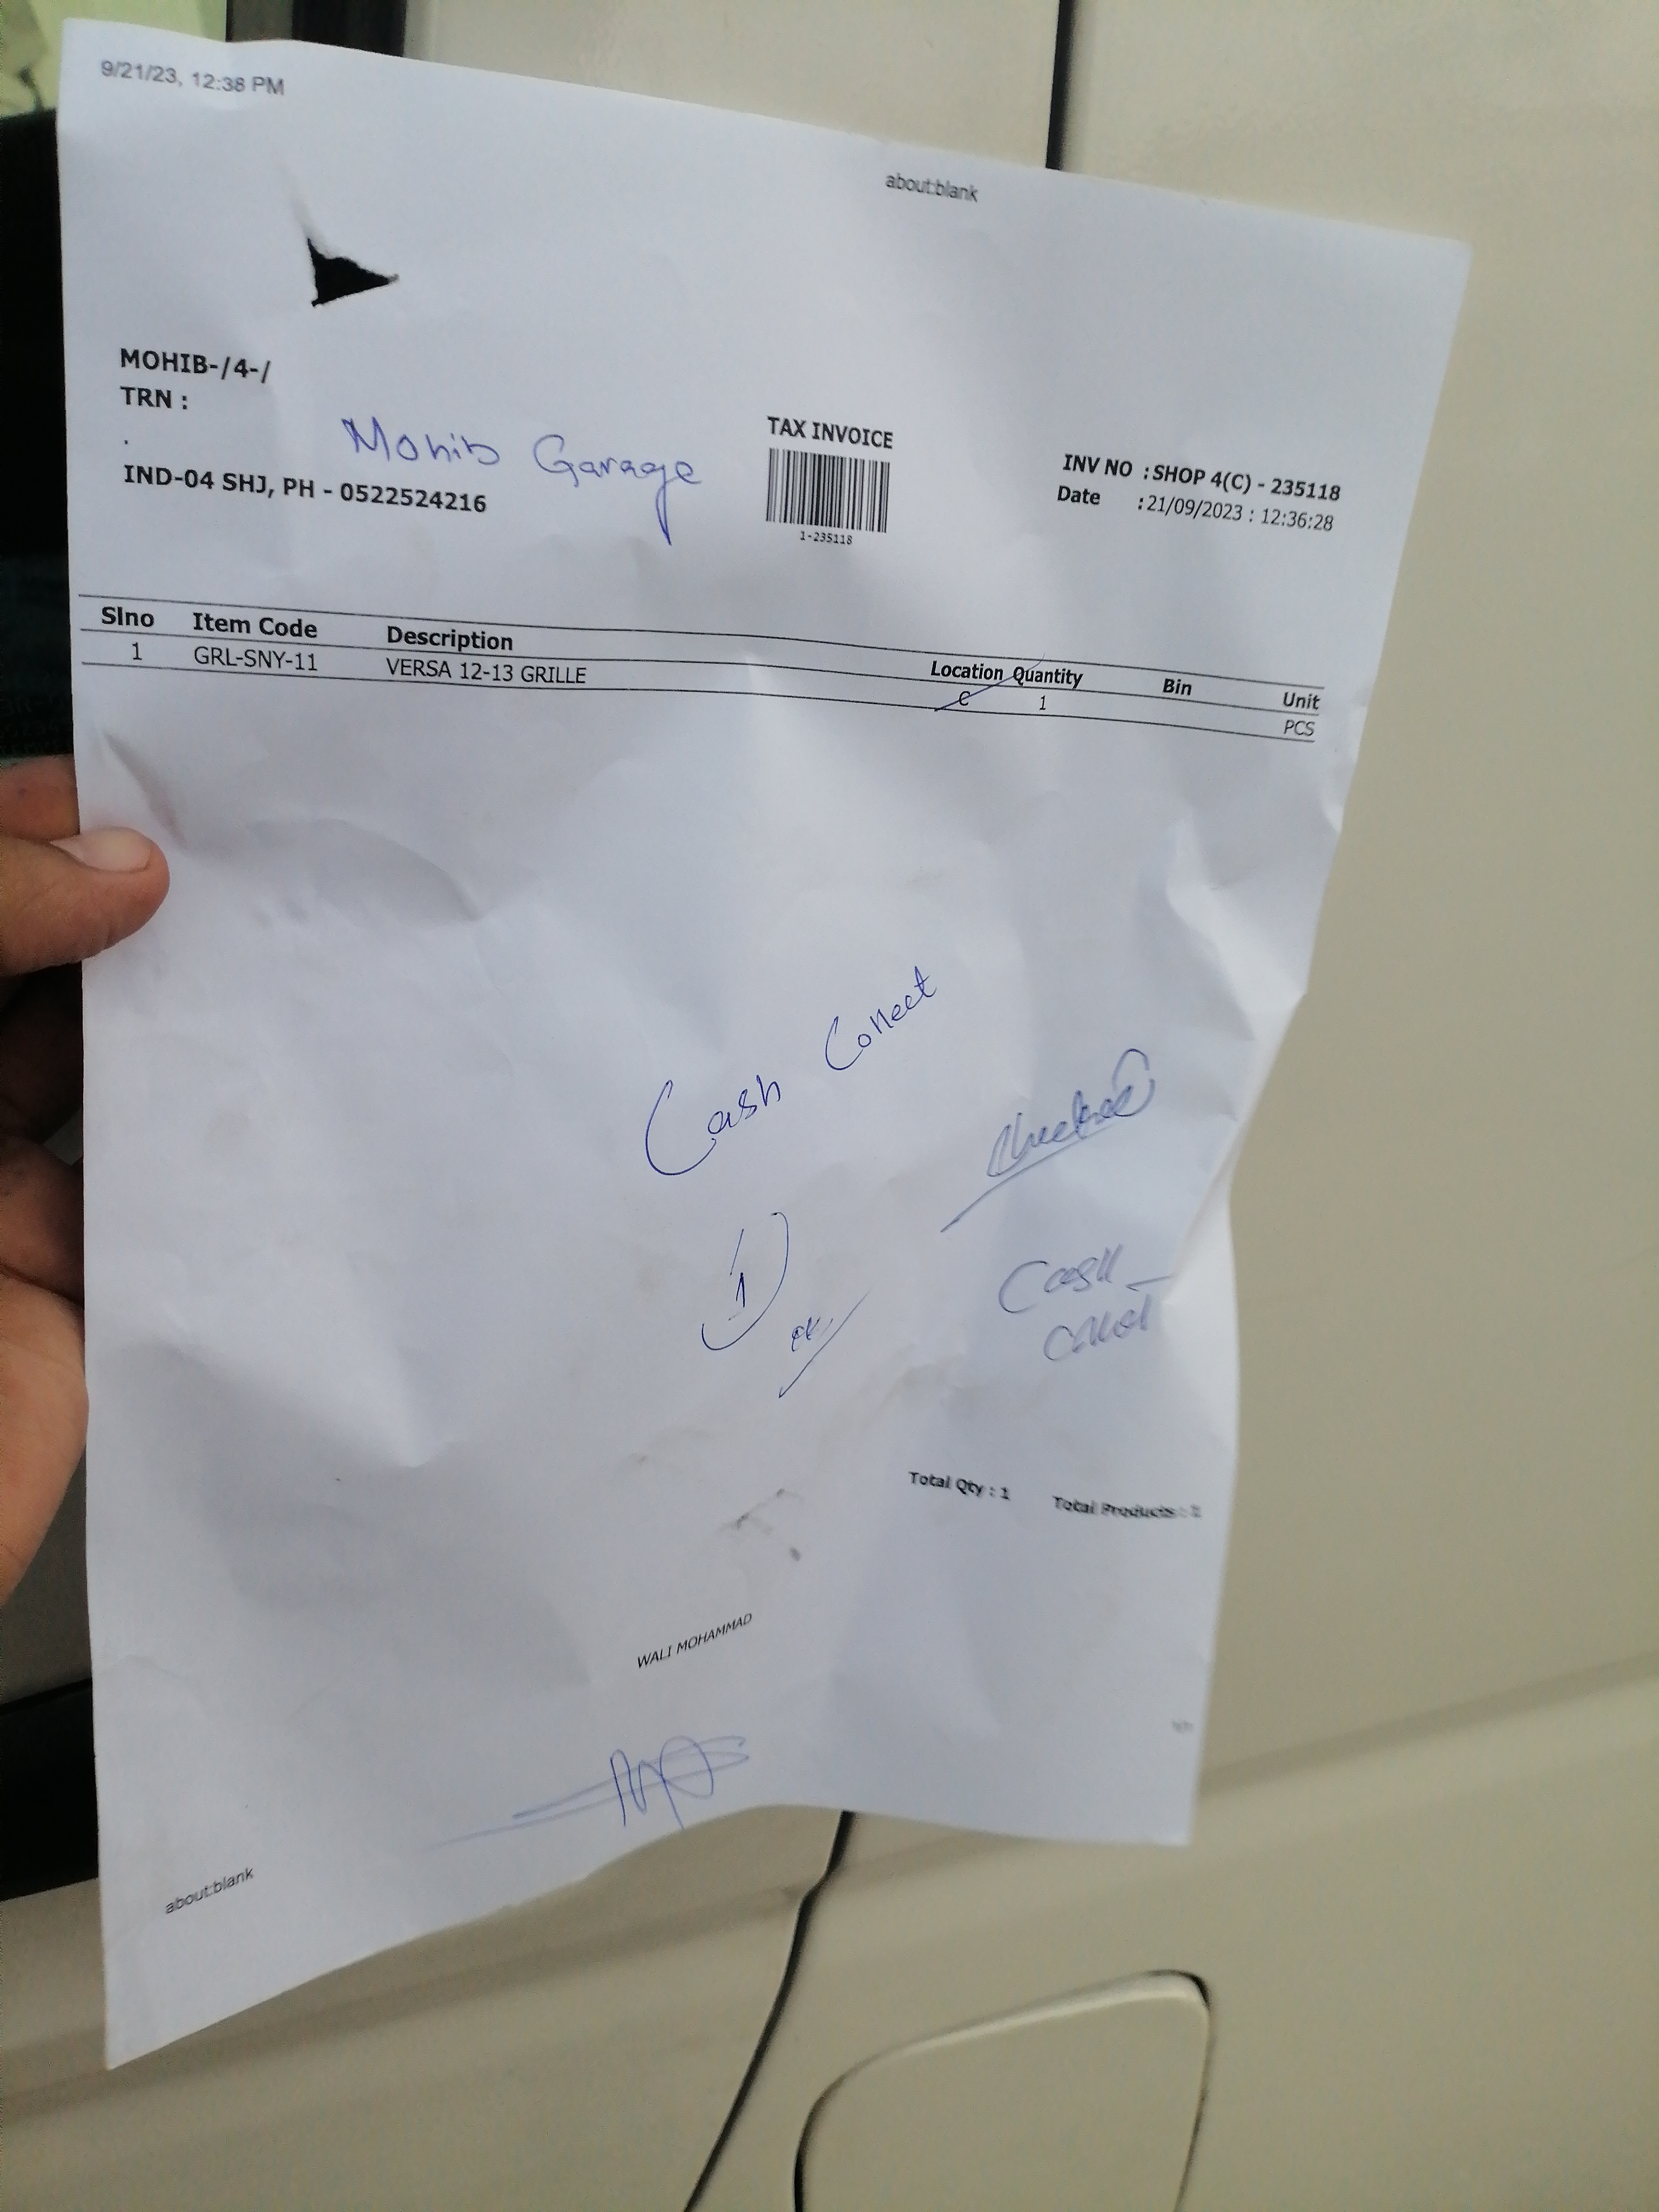 9/21/23, 12:38 PM
about:blank
MOHIB-/4-/
TRN :
.
Mohib Garage
IND-04 SHJ, PH - 0522524216
TAX INVOICE
1-235118
INV NO : SHOP 4(C) - 235118
Date : 21/09/2023 : 12:36:28
Slno Item Code Description Location Quantity Bin Unit
1 GRL-SNY-11 VERSA 12-13 GRILLE C 1 PCS
Cash Collect
Checked
1
Cash
Total Qty : 1 Total Products :
WALI MOHAMMAD
about:blank